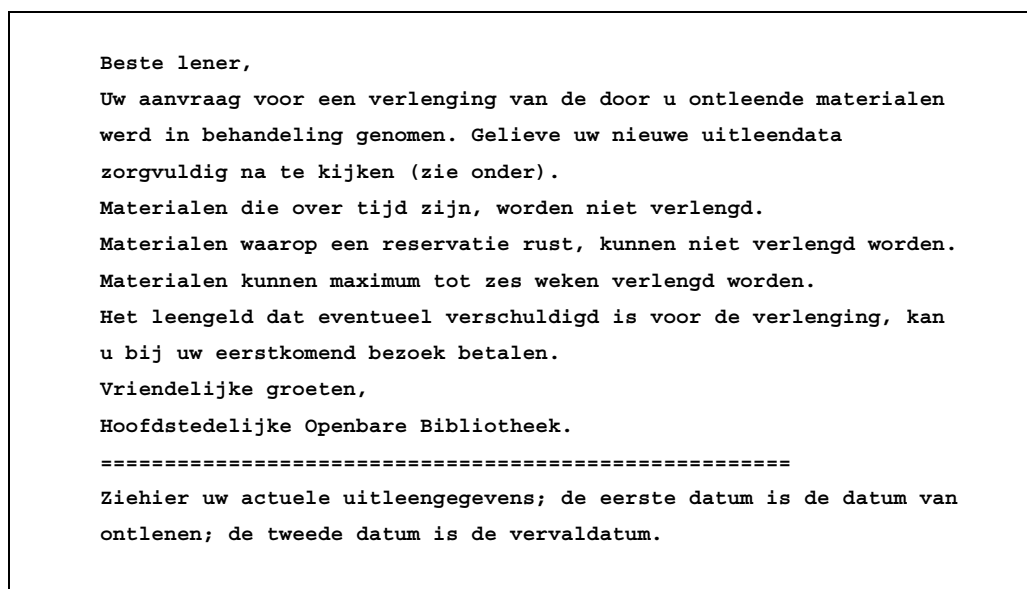 Beste lener,
Uw aanvraag voor een verlenging van de door u ontleende materialen
werd in behandeling genomen. Gelieve uw nieuwe uitleendata
zorgvuldig na te kijken (zie onder).
Materialen die over tijd zijn, worden niet verlengd.
Materialen waarop een reservatie rust, kunnen niet verlengd worden.
Materialen kunnen maximum tot zes weken verlengd worden.
Het leengeld dat eventueel verschuldigd is voor de verlenging, kan
u bij uw eerstkomend bezoek betalen.
Vriendelijke groeten,
Hoofdstedelijke Openbare Bibliotheek.
======================================================
Ziehier uw actuele uitleengegevens; de eerste datum is de datum van
ontlenen; de tweede datum is de vervaldatum.